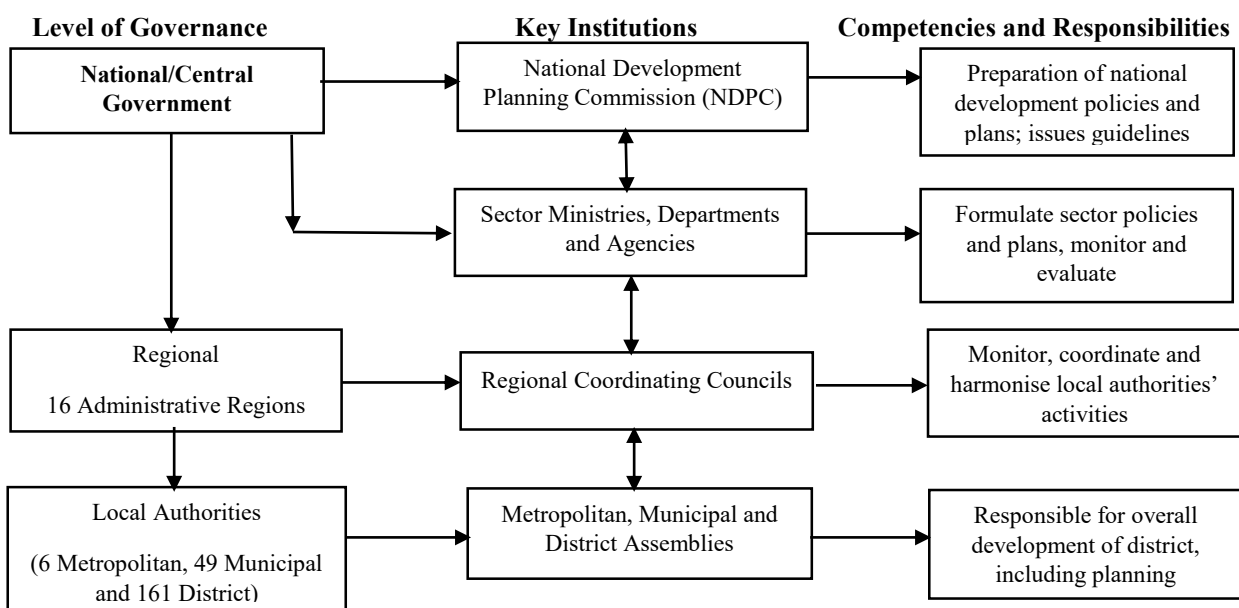 Level of Governance
Key Institutions
Competencies and Responsibilities
National/Central
Government
National Development
Planning Commission (NDPC)
Preparation of national
development policies and
plans; issues guidelines
Sector Ministries, Departments
and Agencies
Formulate sector policies
and plans, monitor and
evaluate
Regional
16 Administrative Regions
Regional Coordinating Councils
Monitor, coordinate and
harmonise local authorities’
activities
Local Authorities
(6 Metropolitan, 49 Municipal
and 161 District)
Metropolitan, Municipal and
District Assemblies
Responsible for overall
development of district,
including planning